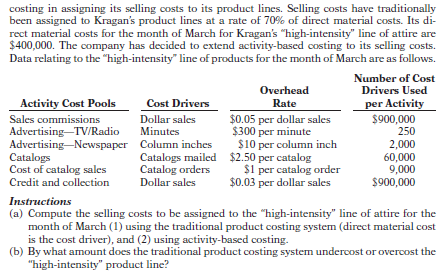 costing in assigning its selling costs to its product lines. Selling costs have traditionally
been assigned to Kragan's product lines at a rate of 70% of direct material costs. Its di-
rect material costs for the month of March for Kragan's "high-intensity" line of attire are
$400,000. The company has decided to extend activity-based costing to its selling costs.
Data relating to the "high-intensity" line of products for the month of March are as follows.
Number of Cost
Overhead Drivers Used
Activity Cost Pools Cost Drivers Rate per Activity
Sales commissions Dollar sales $0.05 per dollar sales $900,000
Advertising—TV/Radio Minutes $300 per minute 250
Advertising—Newspaper Column inches $10 per column inch 2,000
Catalogs Catalogs mailed $2.50 per catalog 60,000
Cost of catalog sales Catalog orders $1 per catalog order 9,000
Credit and collection Dollar sales $0.03 per dollar sales $900,000
Instructions
(a) Compute the selling costs to be assigned to the "high-intensity" line of attire for the
month of March (1) using the traditional product costing system (direct material cost
is the cost driver), and (2) using activity-based costing.
(b) By what amount does the traditional product costing system undercost or overcost the
"high-intensity" product line?